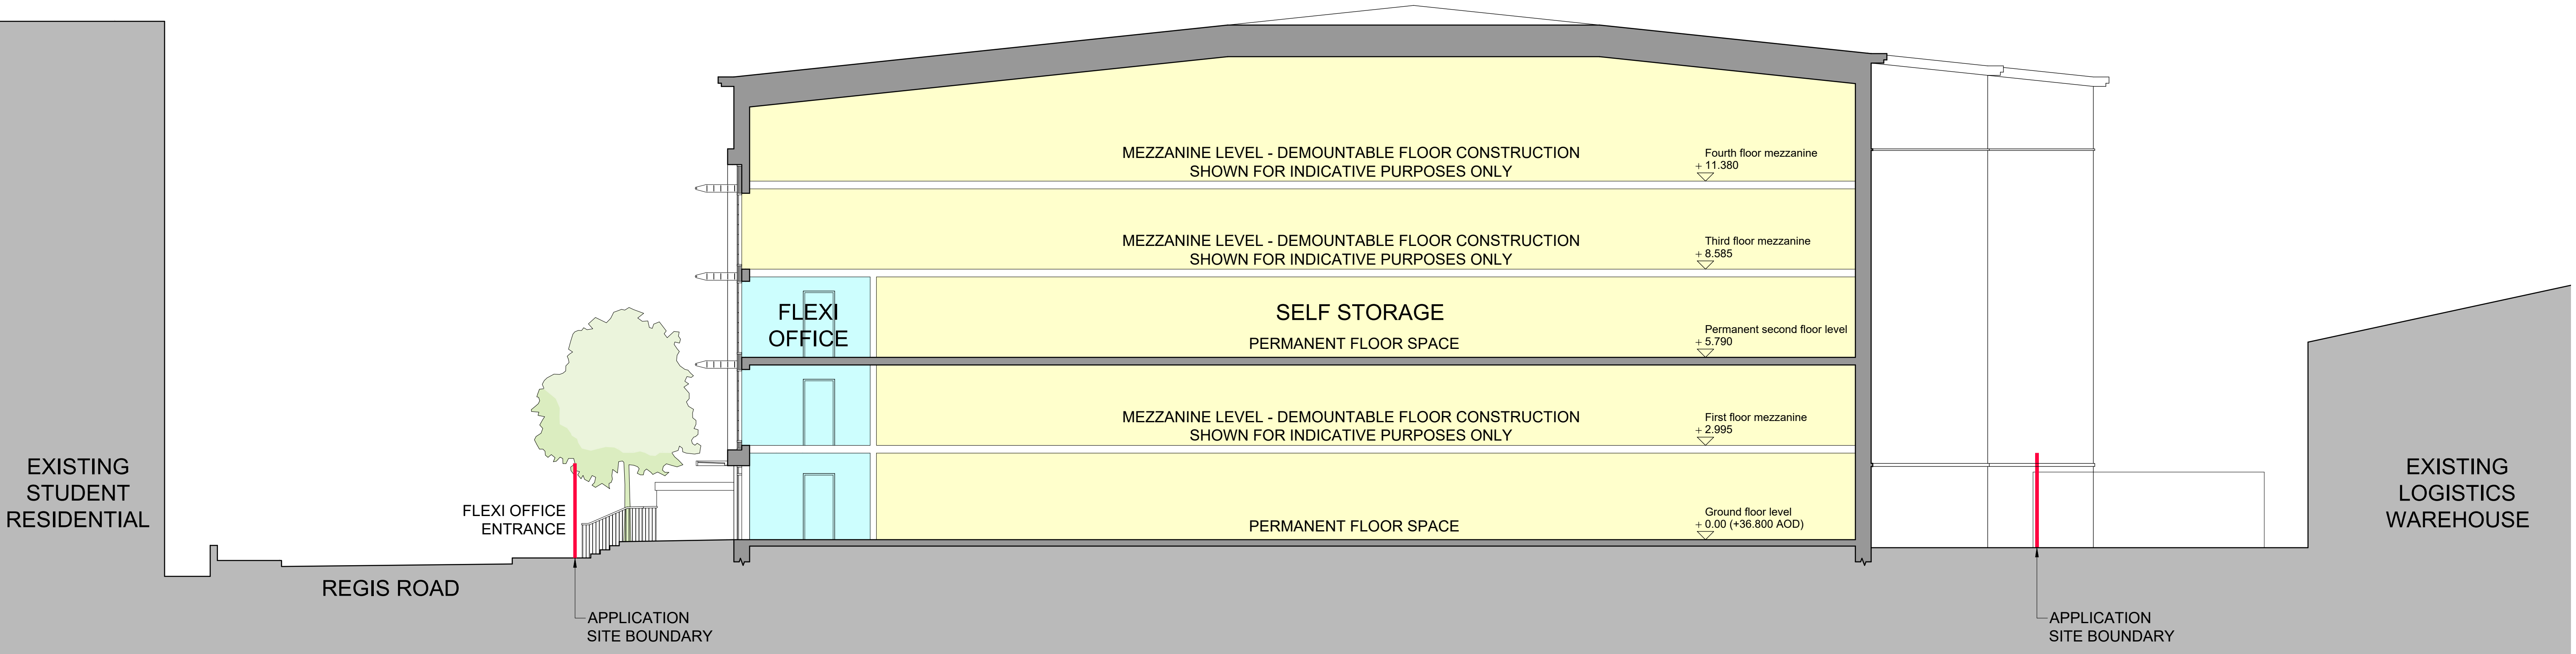 MEZZANINE LEVEL - DEMOUNTABLE FLOOR CONSTRUCTION
SHOWN FOR INDICATIVE PURPOSES ONLY
Fourth floor mezzanine
+ 11.380
MEZZANINE LEVEL - DEMOUNTABLE FLOOR CONSTRUCTION
SHOWN FOR INDICATIVE PURPOSES ONLY
Third floor mezzanine
+ 8.585
FLEXI
OFFICE
SELF STORAGE
PERMANENT FLOOR SPACE
Permanent second floor level
+ 5.790
MEZZANINE LEVEL - DEMOUNTABLE FLOOR CONSTRUCTION
SHOWN FOR INDICATIVE PURPOSES ONLY
First floor mezzanine
+ 2.995
EXISTING
STUDENT
RESIDENTIAL
FLEXI OFFICE
ENTRANCE
PERMANENT FLOOR SPACE
Ground floor level
+ 0.00 (+36.800 AOD)
EXISTING
LOGISTICS
WAREHOUSE
REGIS ROAD
APPLICATION
SITE BOUNDARY
APPLICATION
SITE BOUNDARY